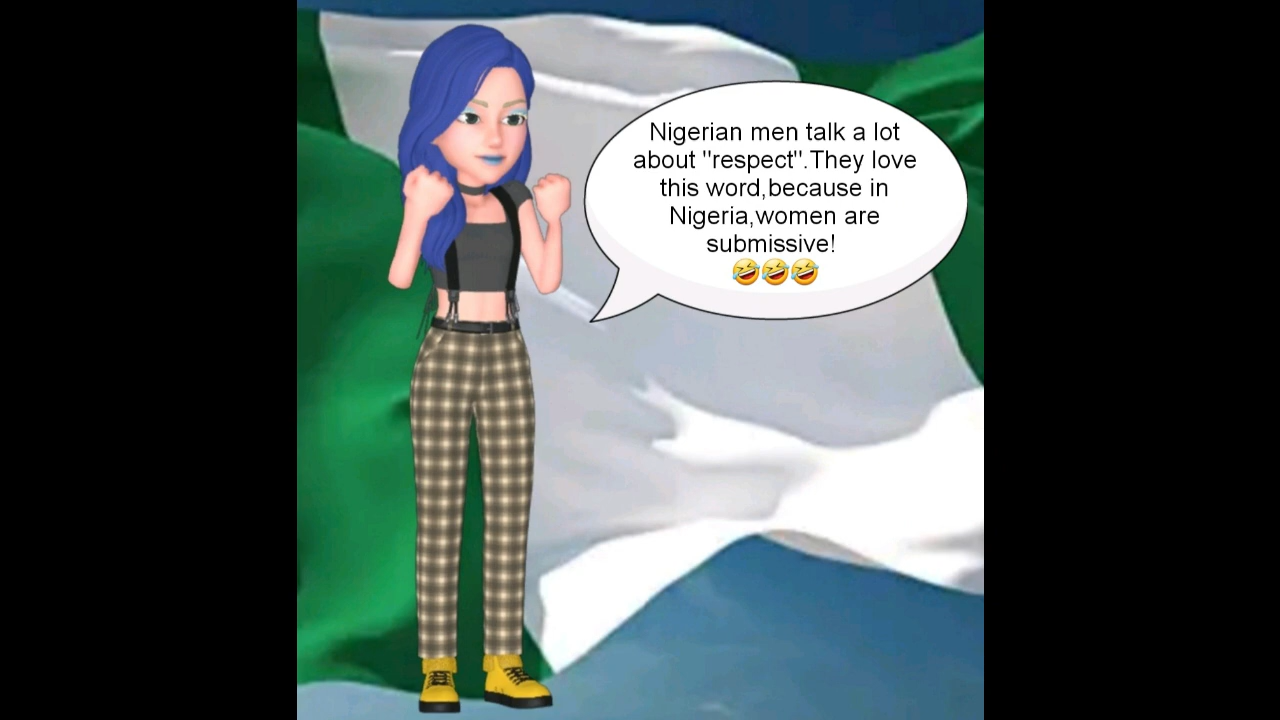 Nigerian men talk a lot
about "respect".They love
this word,because in
Nigeria,women are
submissive!
🤣🤣🤣